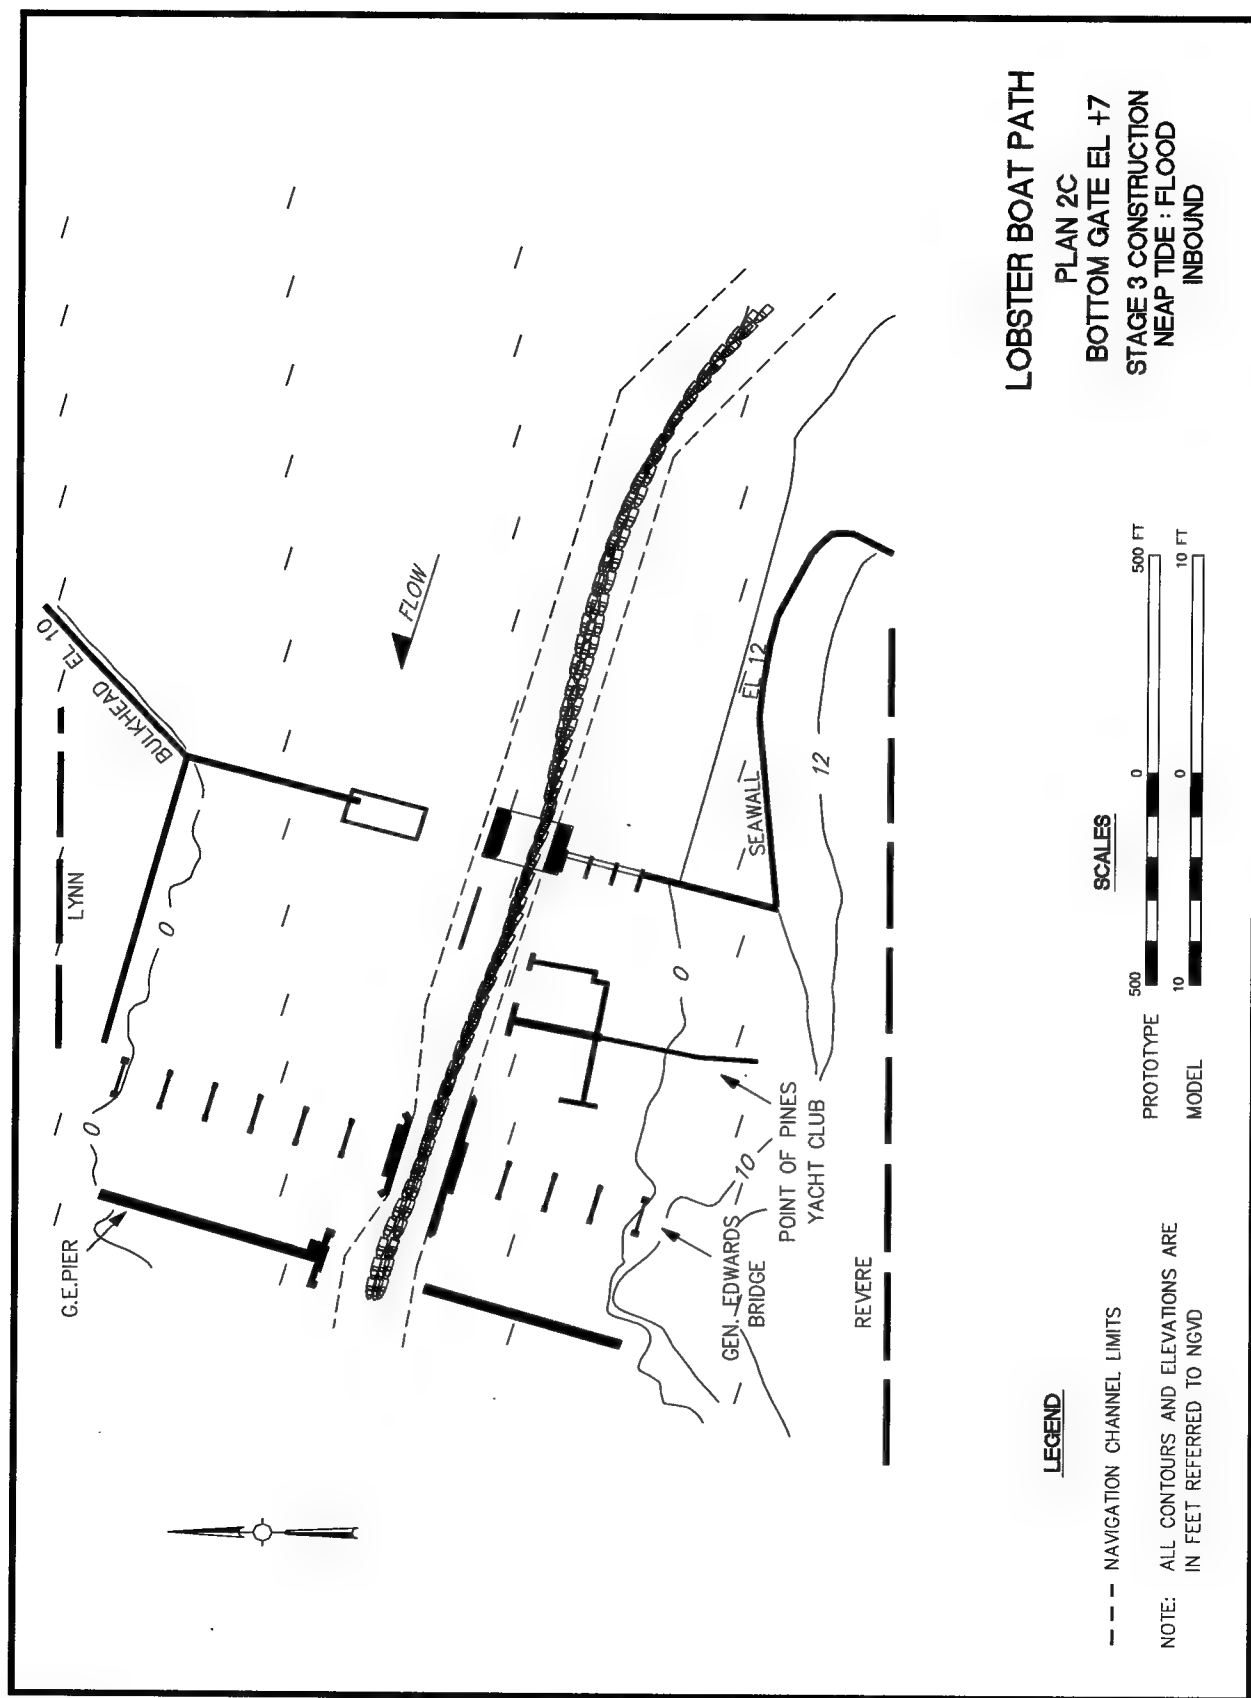 LYNN
BULKHEAD EL 10
G.E.PIER
0
0
FLOW
SEAWALL EL 12
12
0
10
POINT OF PINES
YACHT CLUB
GEN. EDWARDS
BRIDGE
REVERE
LEGEND
--- NAVIGATION CHANNEL LIMITS
NOTE: ALL CONTOURS AND ELEVATIONS ARE
IN FEET REFERRED TO NGVD
SCALES
PROTOTYPE 500 0 500 FT
MODEL 10 0 10 FT
LOBSTER BOAT PATH
PLAN 2C
BOTTOM GATE EL +7
STAGE 3 CONSTRUCTION
NEAP TIDE : FLOOD
INBOUND